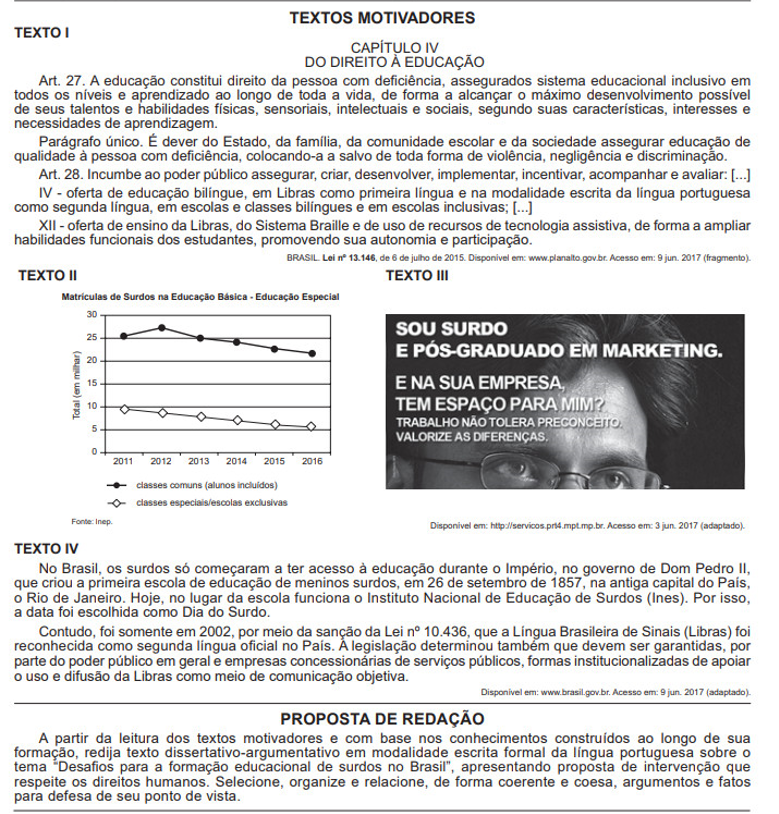 TEXTOS MOTIVADORES
TEXTO I
CAPÍTULO IV
DO DIREITO À EDUCAÇÃO
Art. 27. A educação constitui direito da pessoa com deficiência, assegurados sistema educacional inclusivo em
todos os níveis e aprendizado ao longo de toda a vida, de forma a alcançar o máximo desenvolvimento possível
de seus talentos e habilidades físicas, sensoriais, intelectuais e sociais, segundo suas características, interesses e
necessidades de aprendizagem.
Parágrafo único. É dever do Estado, da família, da comunidade escolar e da sociedade assegurar educação de
qualidade à pessoa com deficiência, colocando-a a salvo de toda forma de violência, negligência e discriminação.
Art. 28. Incumbe ao poder público assegurar, criar, desenvolver, implementar, incentivar, acompanhar e avaliar: [...]
IV - oferta de educação bilíngue, em Libras como primeira língua e na modalidade escrita da língua portuguesa
como segunda língua, em escolas e classes bilíngues e em escolas inclusivas; [...]
XII - oferta de ensino da Libras, do Sistema Braille e de uso de recursos de tecnologia assistiva, de forma a ampliar
habilidades funcionais dos estudantes, promovendo sua autonomia e participação.
BRASIL. Lei nº 13.146, de 6 de julho de 2015. Disponível em: www.planalto.gov.br. Acesso em: 9 jun. 2017 (fragmento).
TEXTO II
Matrículas de Surdos na Educação Básica - Educação Especial
Total (em milhar)
30
25
20
15
10
5
0
2011 2012 2013 2014 2015 2016
classes comuns (alunos incluídos)
classes especiais/escolas exclusivas
Fonte: Inep.
TEXTO III
SOU SURDO
E PÓS-GRADUADO EM MARKETING.
E NA SUA EMPRESA,
TEM ESPAÇO PARA MIM?
TRABALHO NÃO TOLERA PRECONCEITO.
VALORIZE AS DIFERENÇAS.
Disponível em: http://servicos.prt4.mpt.mp.br. Acesso em: 3 jun. 2017 (adaptado).
TEXTO IV
No Brasil, os surdos só começaram a ter acesso à educação durante o Império, no governo de Dom Pedro II,
que criou a primeira escola de educação de meninos surdos, em 26 de setembro de 1857, na antiga capital do País,
o Rio de Janeiro. Hoje, no lugar da escola funciona o Instituto Nacional de Educação de Surdos (Ines). Por isso,
a data foi escolhida como Dia do Surdo.
Contudo, foi somente em 2002, por meio da sanção da Lei nº 10.436, que a Língua Brasileira de Sinais (Libras) foi
reconhecida como segunda língua oficial no País. A legislação determinou também que devem ser garantidas, por
parte do poder público em geral e empresas concessionárias de serviços públicos, formas institucionalizadas de apoiar
o uso e difusão da Libras como meio de comunicação objetiva.
Disponível em: www.brasil.gov.br. Acesso em: 9 jun. 2017 (adaptado).
PROPOSTA DE REDAÇÃO
A partir da leitura dos textos motivadores e com base nos conhecimentos construídos ao longo de sua
formação, redija texto dissertativo-argumentativo em modalidade escrita formal da língua portuguesa sobre o
tema "Desafios para a formação educacional de surdos no Brasil", apresentando proposta de intervenção que
respeite os direitos humanos. Selecione, organize e relacione, de forma coerente e coesa, argumentos e fatos
para defesa de seu ponto de vista.